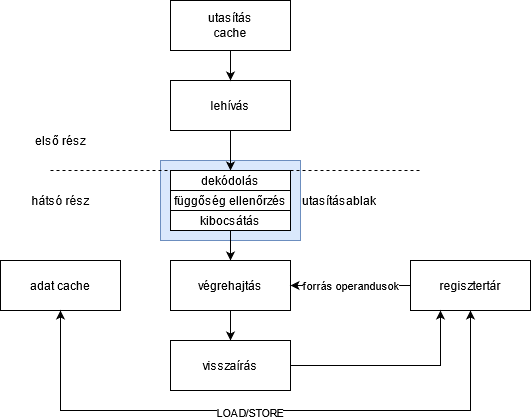 utasítás
cache
lehívás
első rész
dekódolás
hátsó rész
függőség ellenőrzés
utasításablak
kibocsátás
adat cache
végrehajtás
forrás operandusok
regisztertár
visszaírás
LOAD/STORE